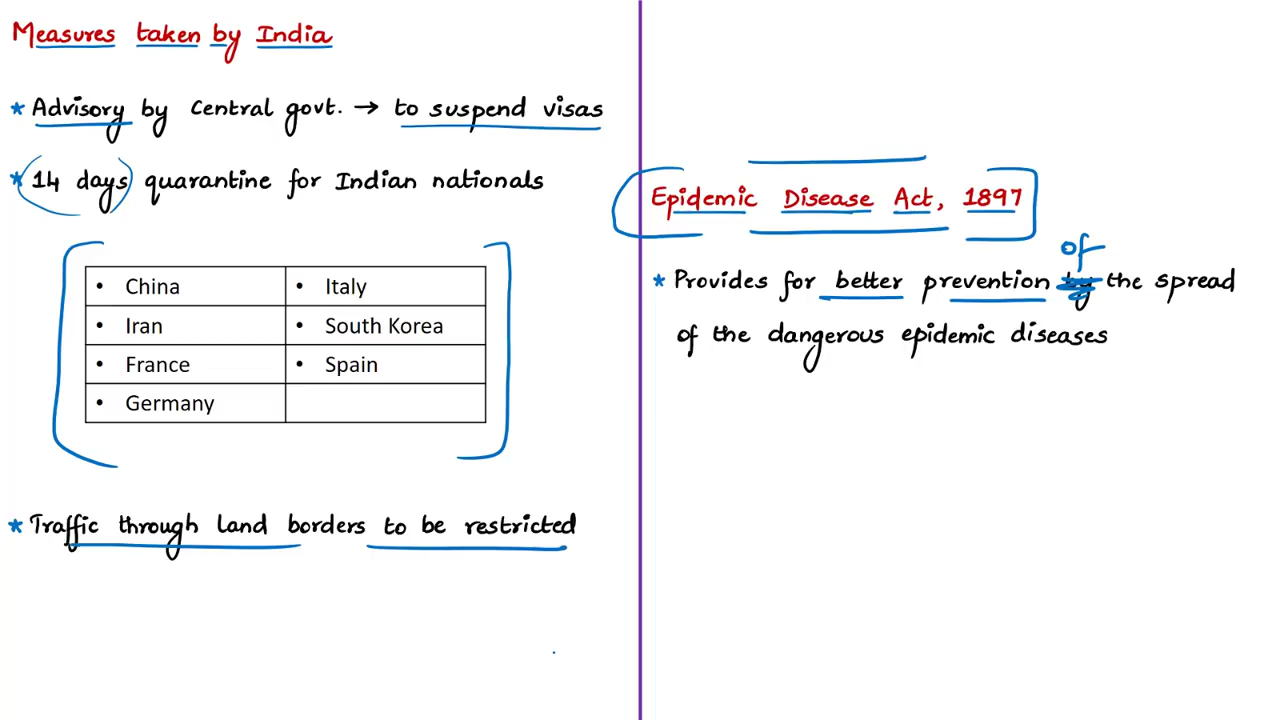 Measures taken by India
* Advisory by Central govt. → to suspend visas
* 14 days quarantine for Indian nationals
• China • Italy
• Iran • South Korea
• France • Spain
• Germany
* Traffic through land borders to be restricted
Epidemic Disease Act, 1897
of
* Provides for better prevention by the spread
of the dangerous epidemic diseases